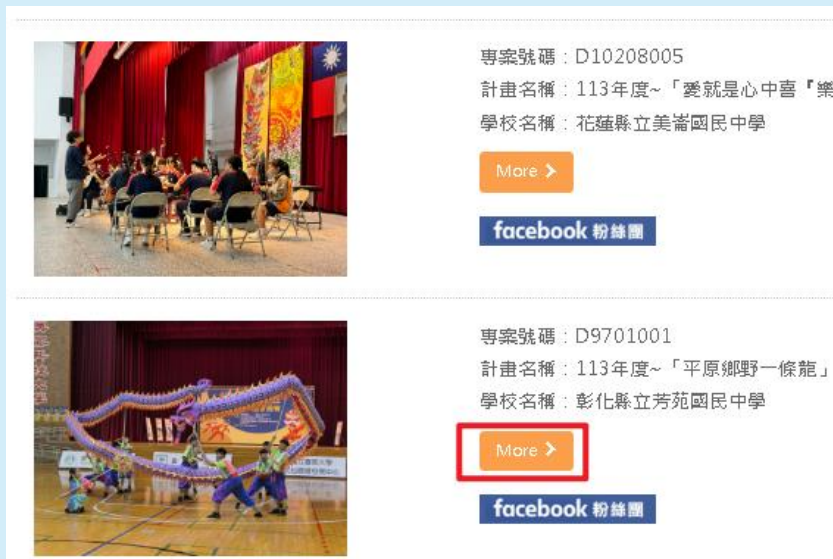 專案號碼：D10208005
計畫名稱：113年度~「愛就是心中喜『樂
學校名稱：花蓮縣立美崙國民中學
More
facebook 粉絲團
專案號碼：D9701001
計畫名稱：113年度~「平原鄉野一條龍」
學校名稱：彰化縣立芳苑國民中學
More
facebook 粉絲團